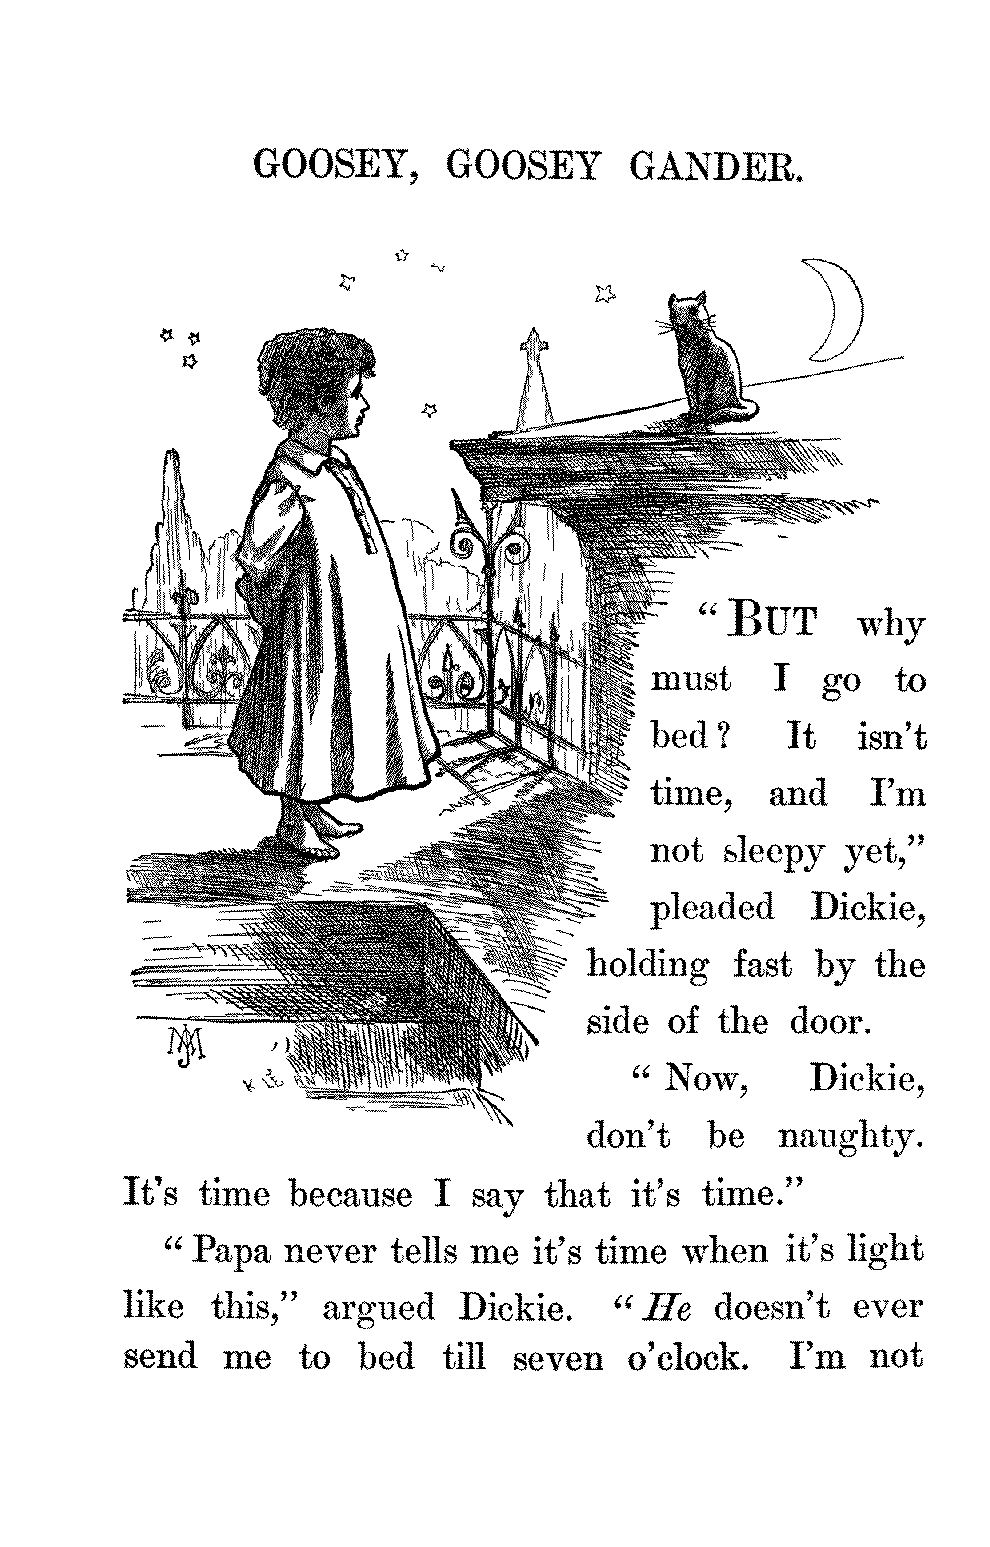 GOOSEY, GOOSEY GANDER.
“ BUT why
must I go to
bed ? It isn’t
time, and I’m
not sleepy yet,”
pleaded Dickie,
holding fast by the
side of the door.
“ Now, Dickie,
don’t be naughty.
It’s time because I say that it’s time.”
“ Papa never tells me it’s time when it’s light
like this,” argued Dickie. “ He doesn’t ever
send me to bed till seven o’clock. I’m not